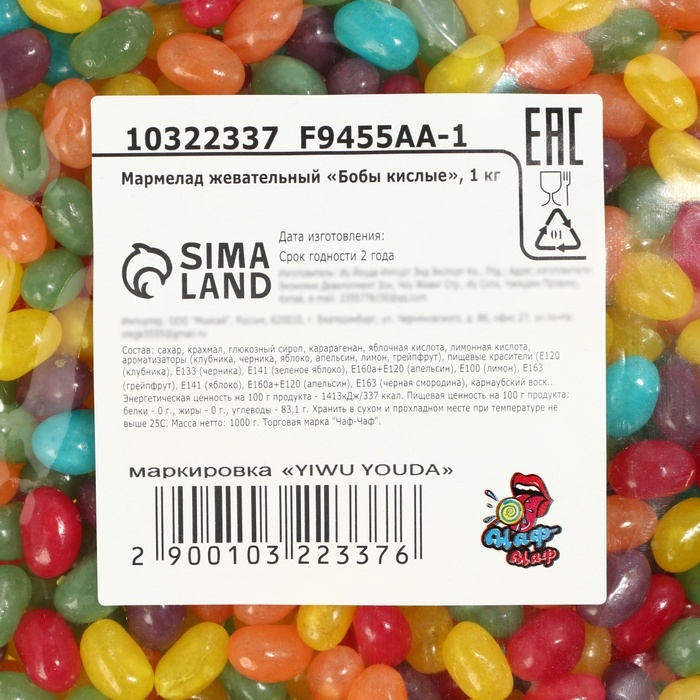 10322337 F9455AA-1
EAC
Мармелад жевательный «Бобы кислые», 1 кг
01
SIMA
LAND
Дата изготовления:
Срок годности 2 года
Состав: сахар, крахмал, глюкозный сироп, карараген, яблочная кислота, лимонная кислота,
ароматизаторы (клубника, черника, яблоко, апельсин, лимон, грейпфрут), пищевые красители (Е120
(клубника), Е133 (черника), Е141 (зеленое яблоко), Е160а+Е120 (апельсин), Е100 (лимон), Е163
(грейпфрут), Е141 (яблоко), Е160а+Е120 (апельсин), Е163 (черная смородина), карнаубский воск..
Энергетическая ценность на 100 г продукта - 1413кДж/337 ккал. Пищевая ценность на 100 г продукта:
белки - 0 г., жиры - 0 г., углеводы - 83,1 г. Хранить в сухом и прохладном месте при температуре не
выше 25С. Масса нетто: 1000 г. Торговая марка "Чаф-Чаф".
маркировка «YIWU YOUDA»
Чаф-
Чаф
2 900103 223376